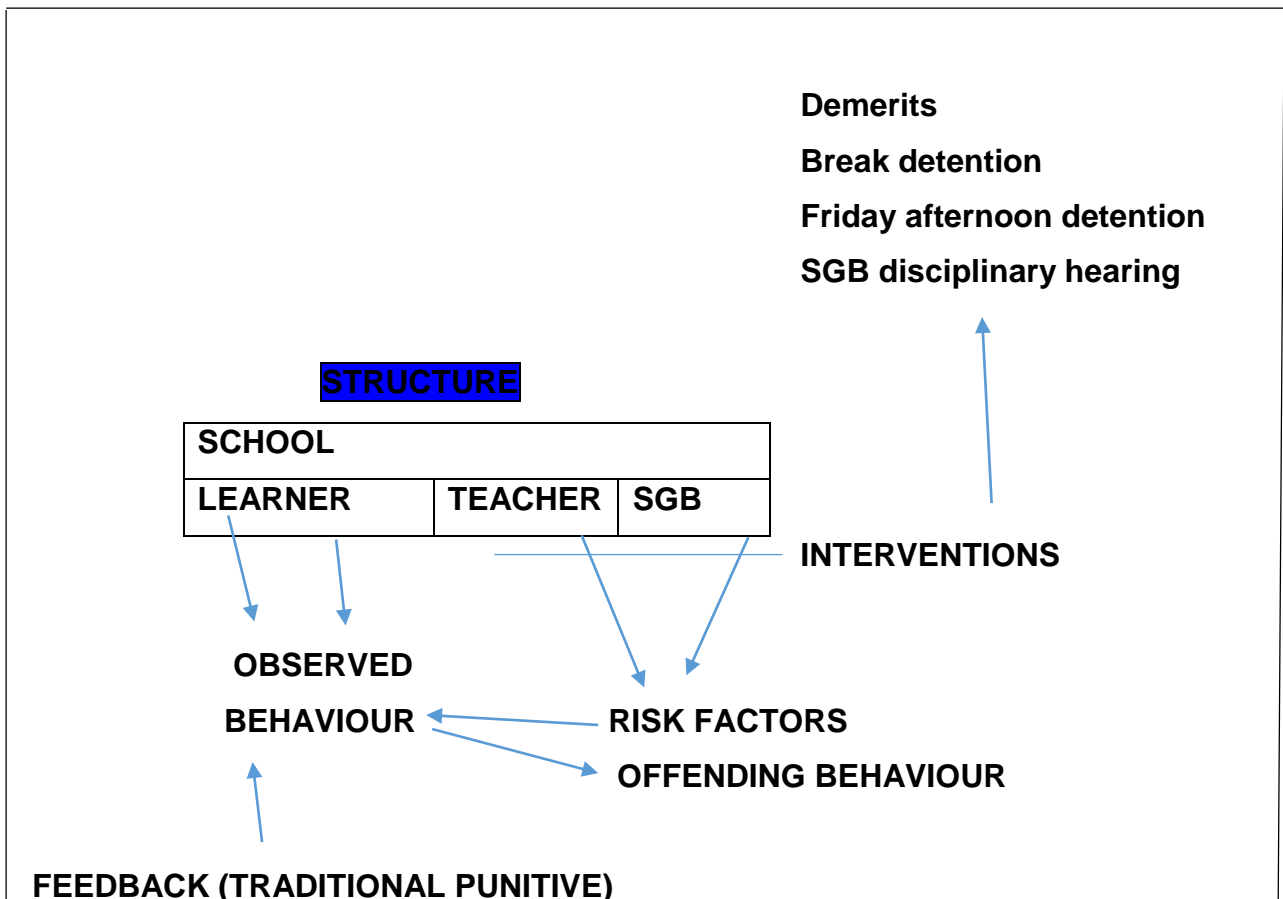 Demerits
Break detention
Friday afternoon detention
SGB disciplinary hearing
STRUCTURE
SCHOOL
LEARNER TEACHER SGB
INTERVENTIONS
OBSERVED
BEHAVIOUR RISK FACTORS
OFFENDING BEHAVIOUR
FEEDBACK (TRADITIONAL PUNITIVE)